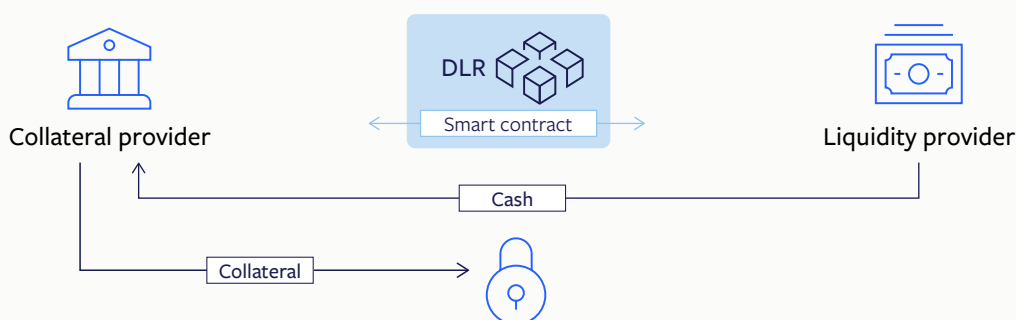 DLR
Smart contract
Collateral provider
Liquidity provider
Cash
Collateral